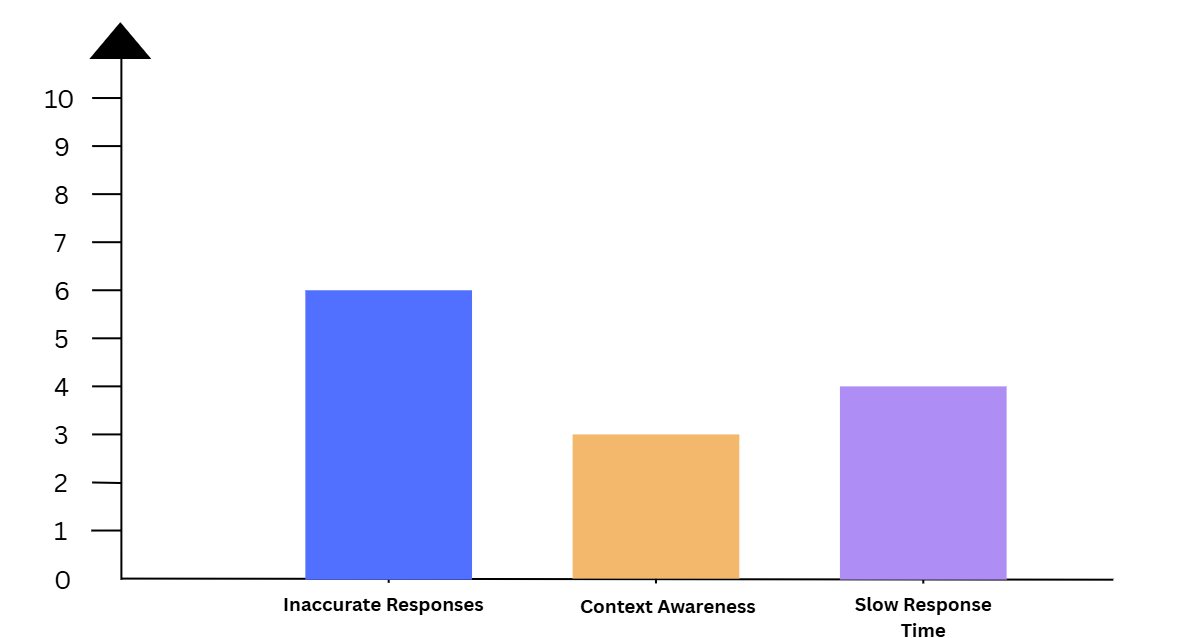 10
9
8
7
6
5
4
3
2
1
0
Inaccurate Responses
Context Awareness
Slow Response
Time